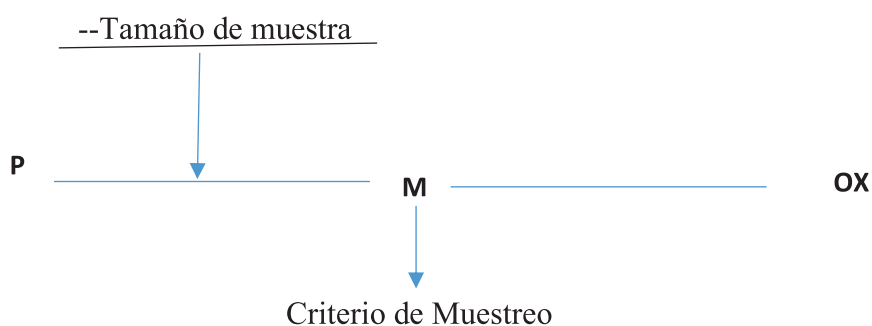 --Tamaño de muestra
P
M
OX
Criterio de Muestreo